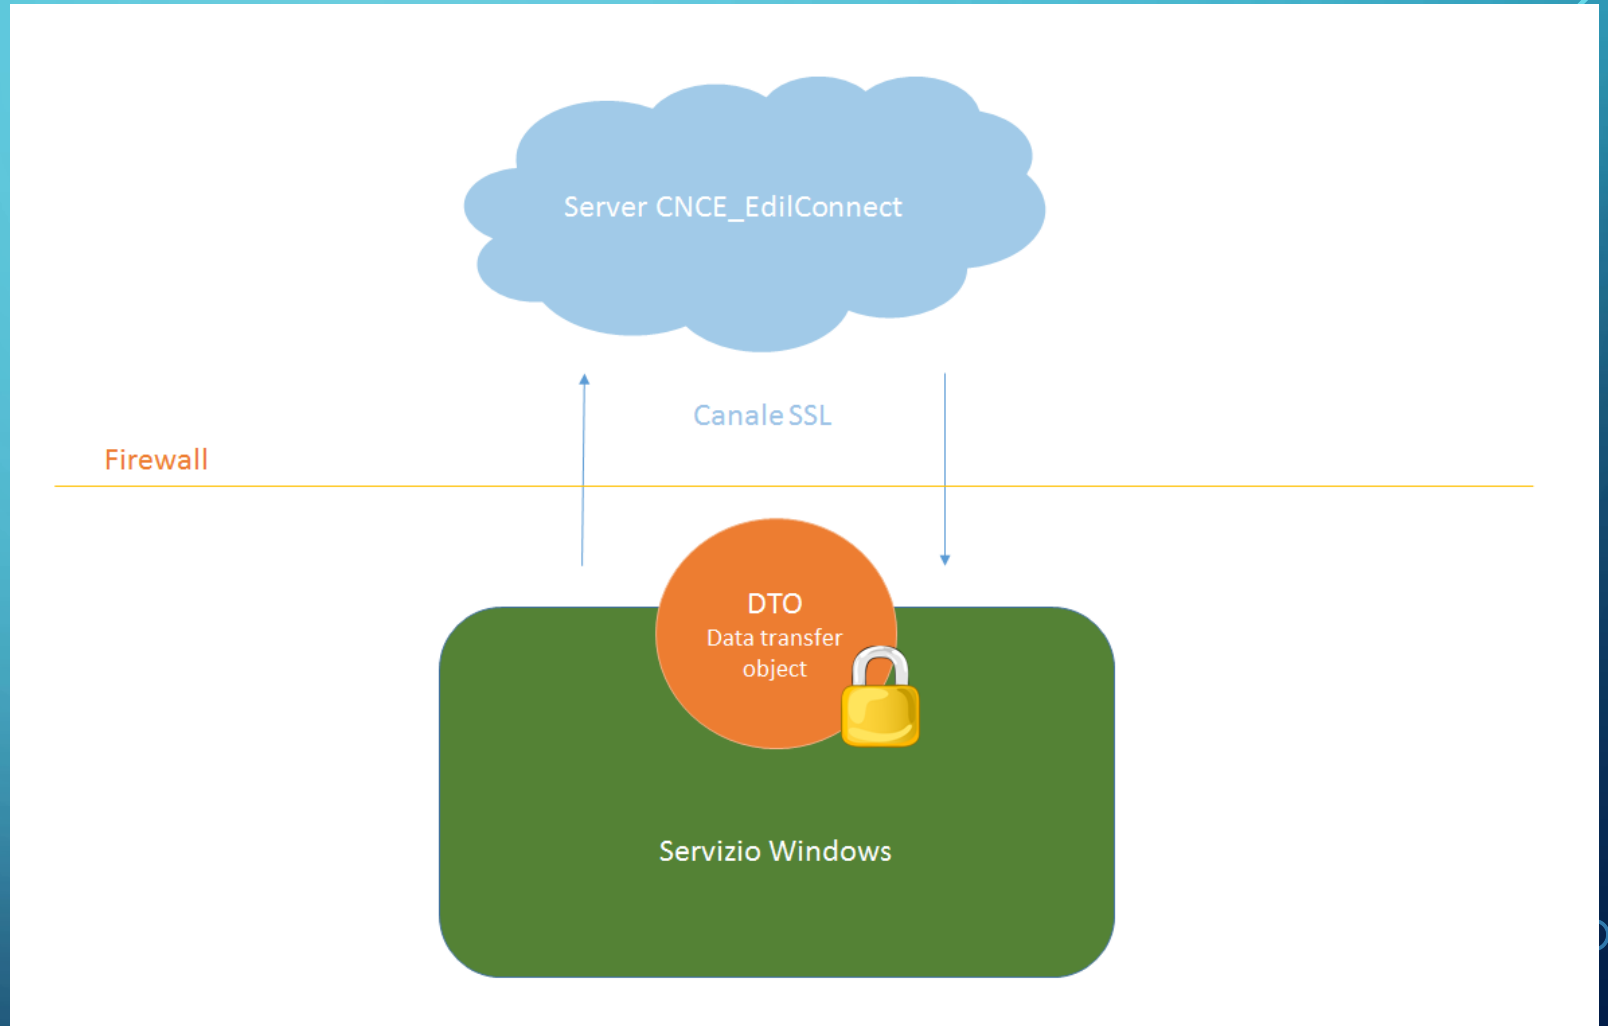 Server CNCE_EdilConnect
Canale SSL
Firewall
DTO
Data transfer
object
Servizio Windows